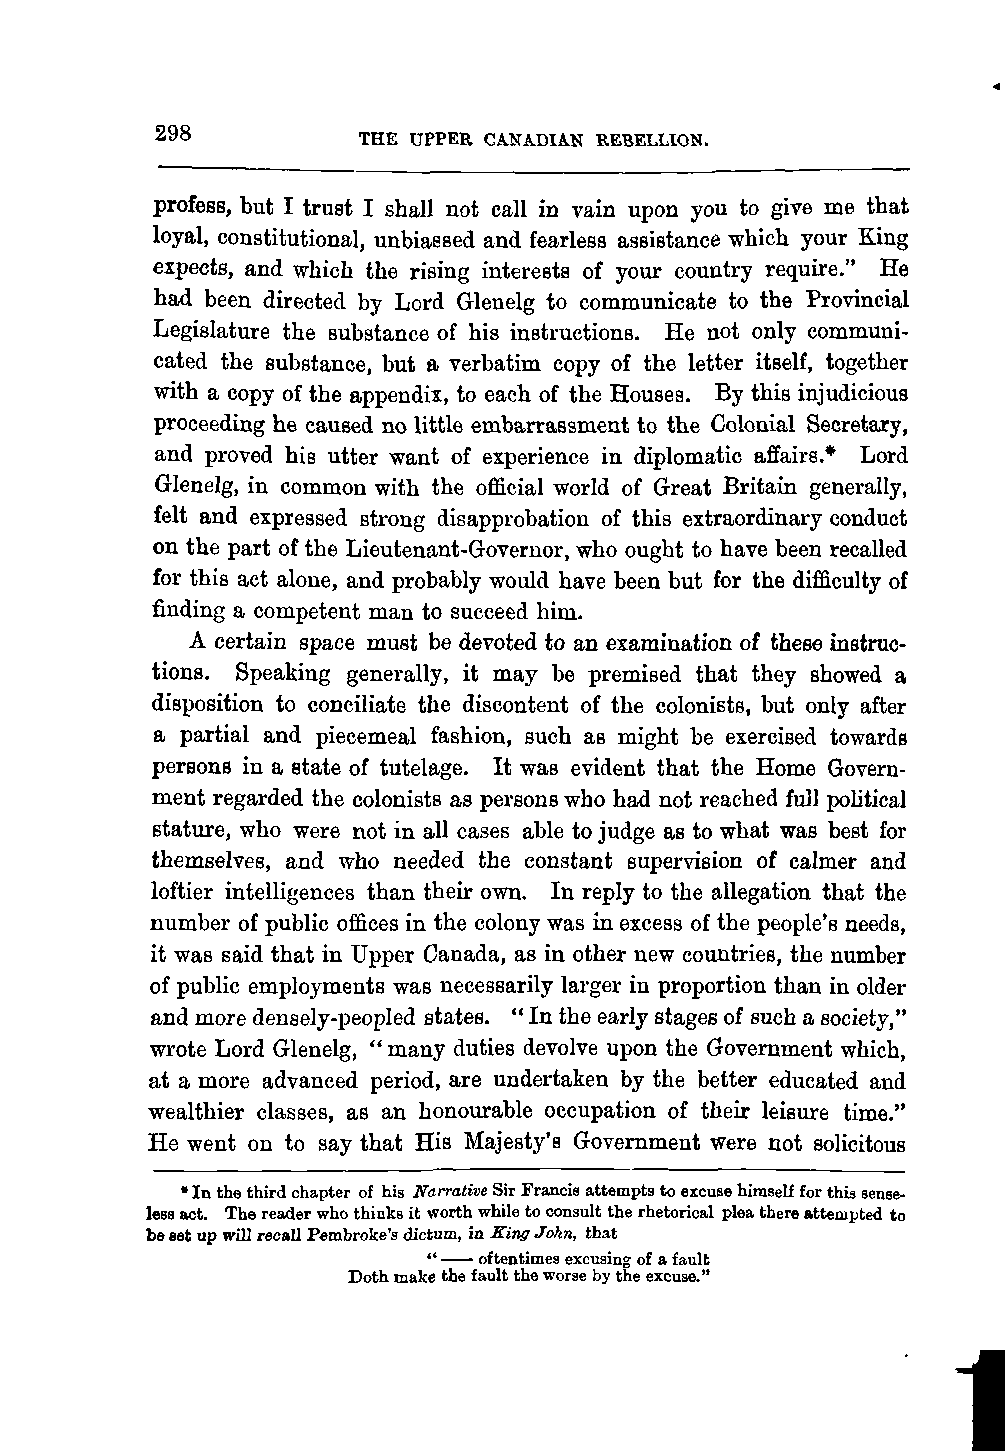 298
THE UPPER CANADIAN REBELLION.
profess, but I trust I shall not call in vain upon you to give me that
loyal, constitutional, unbiassed and fearless assistance which your King
expects, and which the rising interests of your country require.” He
had been directed by Lord Glenelg to communicate to the Provincial
Legislature the substance of his instructions. He not only communi-
cated the substance, but a verbatim copy of the letter itself, together
with a copy of the appendix, to each of the Houses. By this injudicious
proceeding he caused no little embarrassment to the Colonial Secretary,
and proved his utter want of experience in diplomatic affairs.* Lord
Glenelg, in common with the official world of Great Britain generally,
felt and expressed strong disapprobation of this extraordinary conduct
on the part of the Lieutenant-Governor, who ought to have been recalled
for this act alone, and probably would have been but for the difficulty of
finding a competent man to succeed him.
A certain space must be devoted to an examination of these instruc-
tions. Speaking generally, it may be premised that they showed a
disposition to conciliate the discontent of the colonists, but only after
a partial and piecemeal fashion, such as might be exercised towards
persons in a state of tutelage. It was evident that the Home Govern-
ment regarded the colonists as persons who had not reached full political
stature, who were not in all cases able to judge as to what was best for
themselves, and who needed the constant supervision of calmer and
loftier intelligences than their own. In reply to the allegation that the
number of public offices in the colony was in excess of the people’s needs,
it was said that in Upper Canada, as in other new countries, the number
of public employments was necessarily larger in proportion than in older
and more densely-peopled states. “In the early stages of such a society,”
wrote Lord Glenelg, “many duties devolve upon the Government which,
at a more advanced period, are undertaken by the better educated and
wealthier classes, as an honourable occupation of their leisure time.”
He went on to say that His Majesty’s Government were not solicitous
*In the third chapter of his Narrative Sir Francis attempts to excuse himself for this sense-
less act. The reader who thinks it worth while to consult the rhetorical plea there attempted to
be set up will recall Pembroke’s dictum, in King John, that
“—— oftentimes excusing of a fault
Doth make the fault the worse by the excuse.”